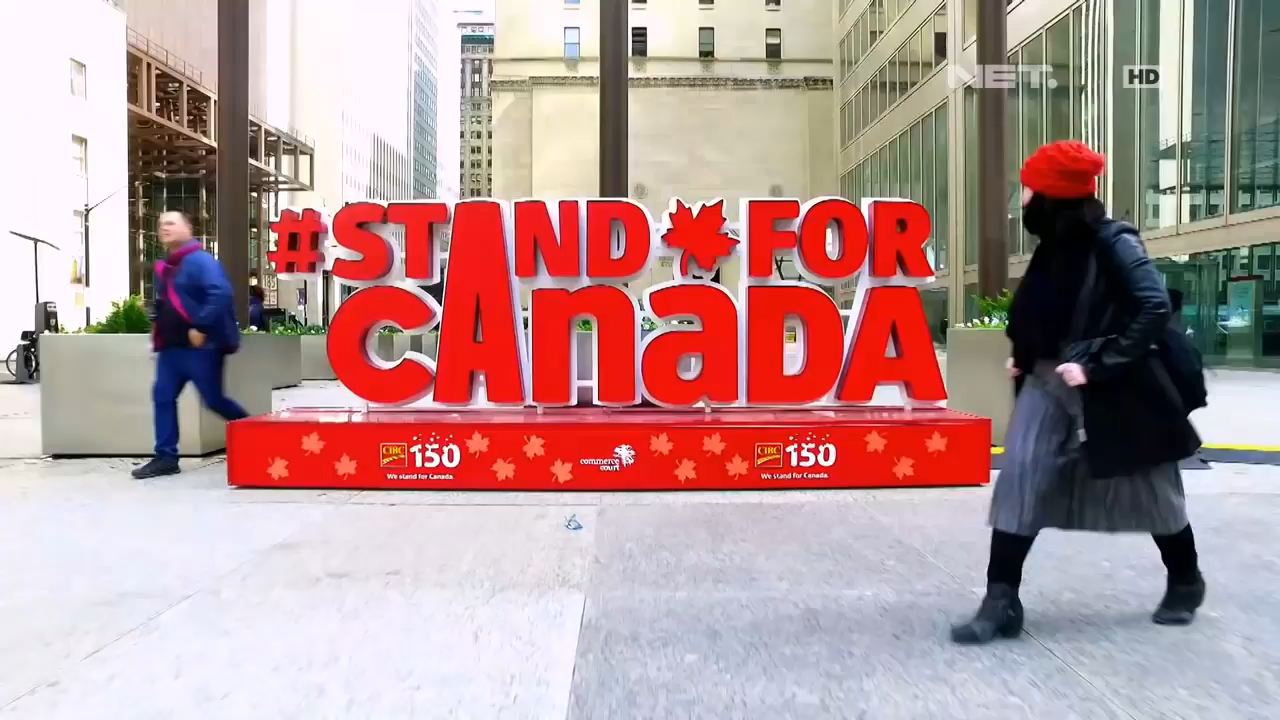 NET. HD
#STAND FOR
CANADA
CIBC 150
We stand for Canada.
commerce
court
CIBC 150
We stand for Canada.